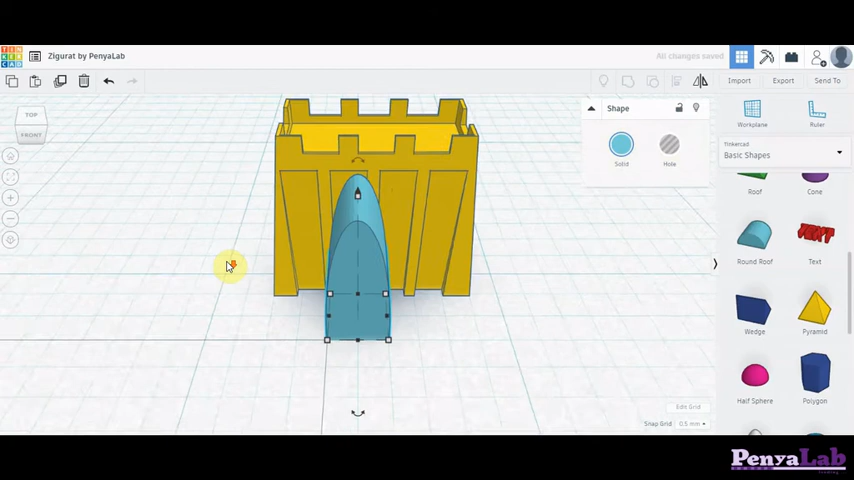 TIN
KER
CAD
Zigurat by PenyaLab
All changes saved
Import
Export
Send To
TOP
FRONT
Shape
Solid
Hole
Workplane
Ruler
Tinkercad
Basic Shapes
Roof
Cone
TEXT
Round Roof
Text
Wedge
Pyramid
Half Sphere
Polygon
Edit Grid
Snap Grid 0.5 mm
PenyaLab